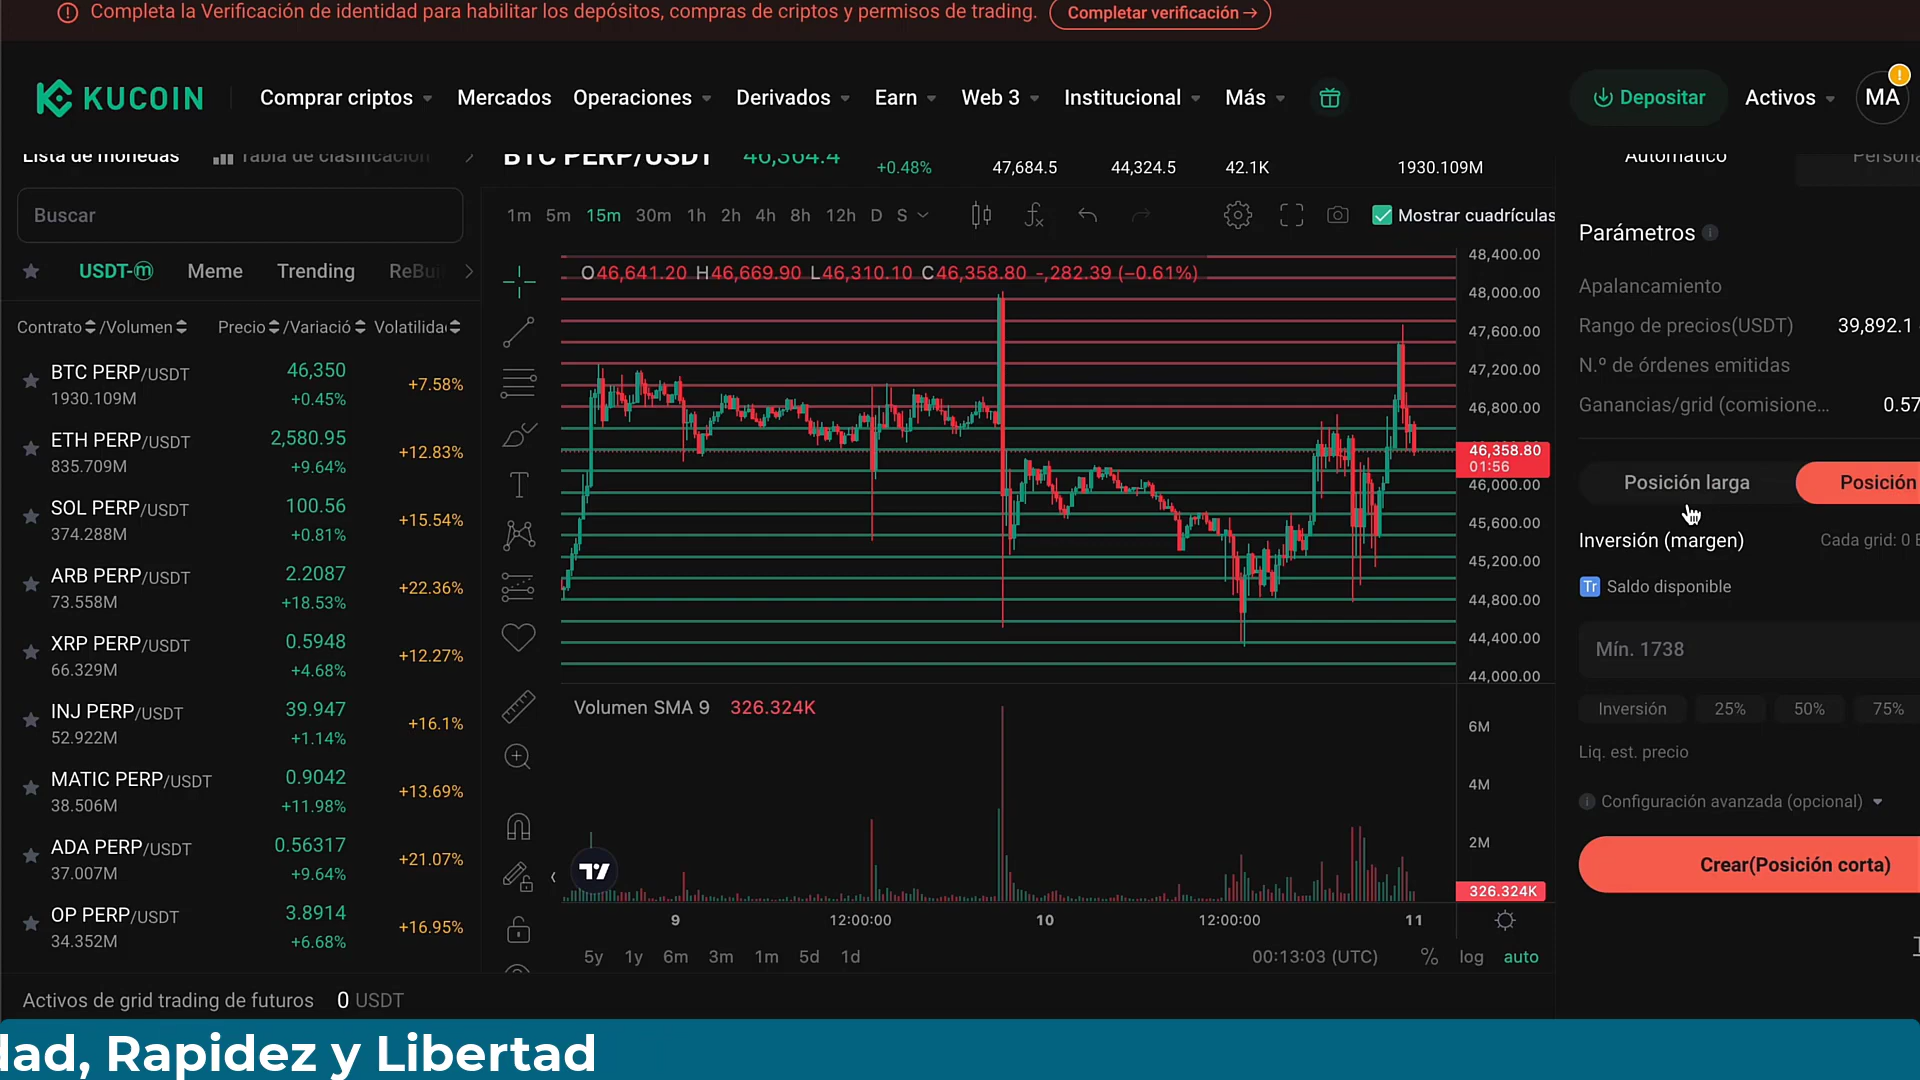 Completa la Verificación de identidad para habilitar los depósitos, compras de criptos y permisos de trading. Completar verificación→
KUCOIN Comprar criptos Mercados Operaciones Derivados Earn Web 3 Institucional Más Depositar Activos MA
Lista de monedas Tabla de clasificación
BTC PERP/USDT 46,364.4 +0.48% 47,684.5 44,324.5 42.1K 1930.109M
Automático
Buscar
1m 5m 15m 30m 1h 2h 4h 8h 12h D S
Mostrar cuadrículas
USDT-M Meme Trending
Contrato /Volumen Precio /Variació Volatilida
BTC PERP/USDT 46,350 +7.58%
1930.109M +0.45%
ETH PERP/USDT 2,580.95 +12.83%
835.709M +9.64%
SOL PERP/USDT 100.56 +15.54%
374.288M +0.81%
ARB PERP/USDT 2.2087 +22.36%
73.558M +18.53%
XRP PERP/USDT 0.5948 +12.27%
66.329M +4.68%
INJ PERP/USDT 39.947 +16.1%
52.922M +1.14%
MATIC PERP/USDT 0.9042 +13.69%
38.506M +11.98%
ADA PERP/USDT 0.56317 +21.07%
37.007M +9.64%
OP PERP/USDT 3.8914 +16.95%
34.352M +6.68%
O46,641.20 H46,669.90 L46,310.10 C46,358.80 -,282.39 (−0.61%)
48,400.00
48,000.00
47,600.00
47,200.00
46,800.00
46,358.80
01:56
46,000.00
45,600.00
45,200.00
44,800.00
44,400.00
44,000.00
Volumen SMA 9 326.324K
6M
4M
2M
326.324K
9 12:00:00 10 12:00:00 11
5y 1y 6m 3m 1m 5d 1d 00:13:03 (UTC) % log auto
Parámetros
Apalancamiento
Rango de precios(USDT) 39,892.1
N.º de órdenes emitidas
Ganancias/grid (comisione... 0.57
Posición larga Posición
Inversión (margen) Cada grid: 0
Tr Saldo disponible
Mín. 1738
Inversión 25% 50% 75%
Liq. est. precio
Configuración avanzada (opcional)
Crear(Posición corta)
Activos de grid trading de futuros 0 USDT
dad, Rapidez y Libertad